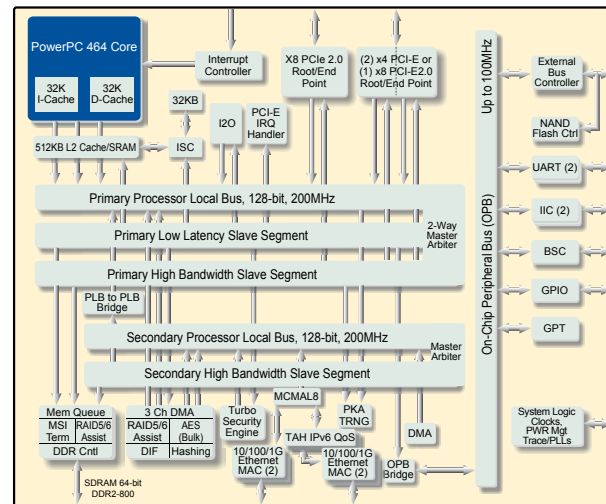 PowerPC 464 Core
32K
I-Cache
32K
D-Cache
512KB L2 Cache/SRAM
Interrupt
Controller
32KB
ISC
I2O
PCI-E
IRQ
Handler
X8 PCIe 2.0
Root/End
Point
(2) x4 PCI-E or
(1) x8 PCI-E2.0
Root/End Point
Up to 100MHz
On-Chip Peripheral Bus (OPB)
External
Bus
Controller
NAND
Flash Ctrl
UART (2)
IIC (2)
BSC
GPIO
GPT
System Logic
Clocks,
PWR Mgt
Trace/PLLs
Primary Processor Local Bus, 128-bit, 200MHz
Primary Low Latency Slave Segment
Primary High Bandwidth Slave Segment
2-Way
Master
Arbiter
PLB to PLB
Bridge
Secondary Processor Local Bus, 128-bit, 200MHz
Secondary High Bandwidth Slave Segment
Master
Arbiter
Mem Queue
MSI
Term
RAID5/6
Assist
DDR Cntl
3 Ch DMA
RAID5/6
Assist
AES
(Bulk)
DIF
Hashing
Turbo
Security
Engine
MCMAL8
TAH IPv6 QoS
10/100/1G
Ethernet
MAC (2)
10/100/1G
Ethernet
MAC (2)
PKA
TRNG
DMA
OPB
Bridge
SDRAM 64-bit
DDR2-800